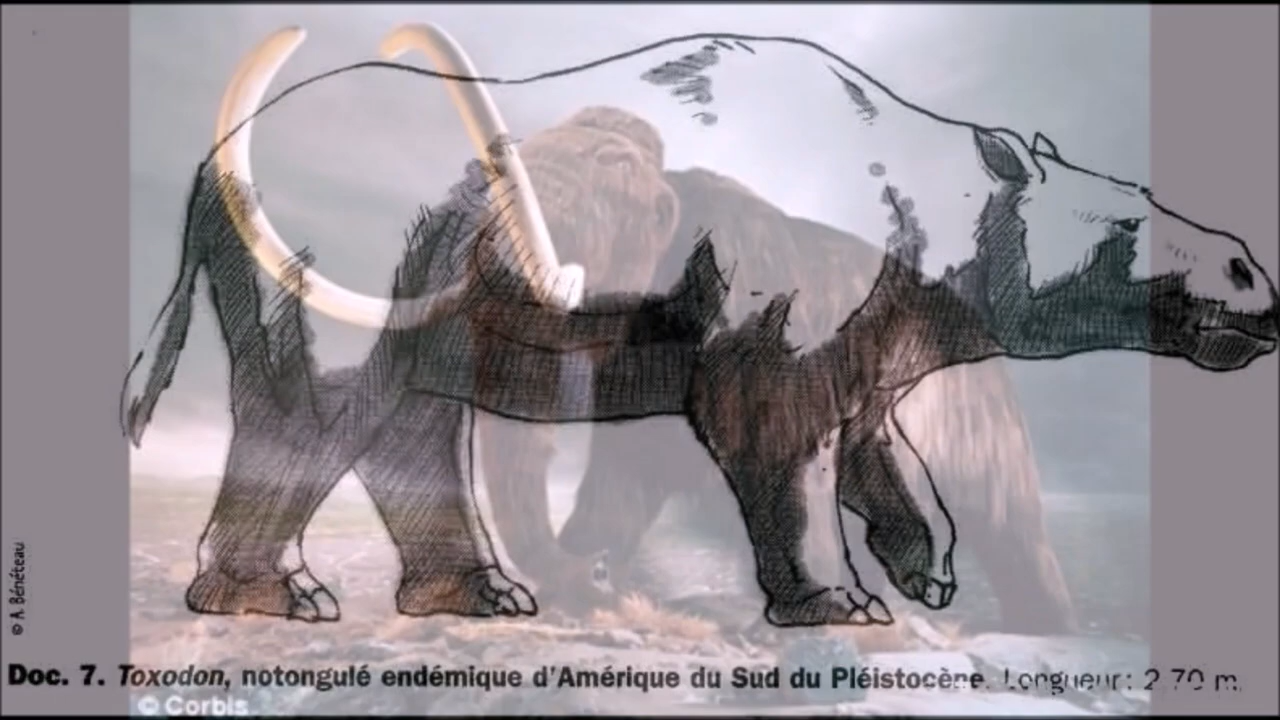 © A. Bénéteau
Doc. 7. Toxodon, notongulé endémique d'Amérique du Sud du Pléistocène. Longueur: 2,70 m.
© Corbis